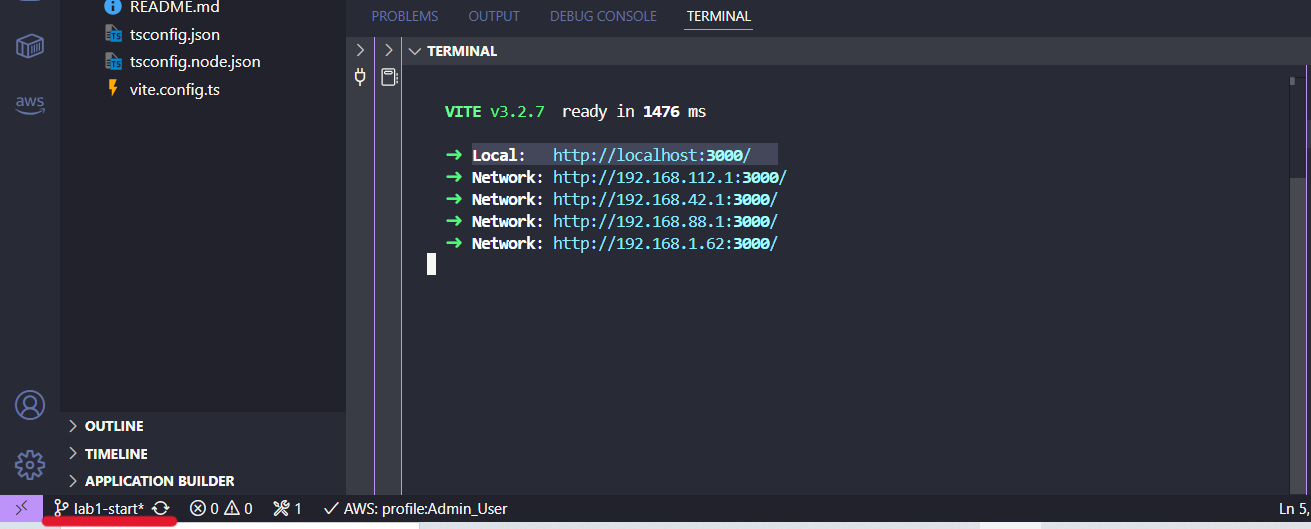 README.md
tsconfig.json
tsconfig.node.json
vite.config.ts
aws
OUTLINE
TIMELINE
APPLICATION BUILDER
PROBLEMS OUTPUT DEBUG CONSOLE TERMINAL
TERMINAL
VITE v3.2.7 ready in 1476 ms
➜ Local: http://localhost:3000/
➜ Network: http://192.168.112.1:3000/
➜ Network: http://192.168.42.1:3000/
➜ Network: http://192.168.88.1:3000/
➜ Network: http://192.168.1.62:3000/
lab1-start* 0 0 1 AWS: profile:Admin_User Ln 5,